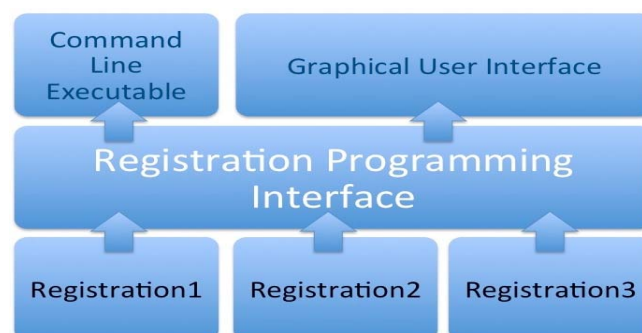 Command
Line
Executable
Graphical User Interface
Registration Programming
Interface
Registration1
Registration2
Registration3